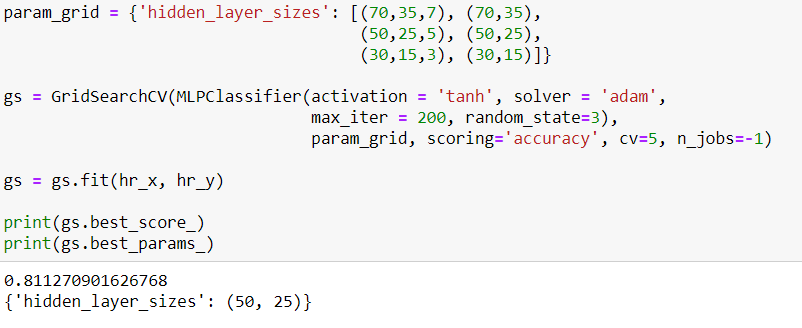 param_grid = {'hidden_layer_sizes': [(70,35,7), (70,35),
(50,25,5), (50,25),
(30,15,3), (30,15)]}
gs = GridSearchCV(MLPClassifier(activation = 'tanh', solver = 'adam',
max_iter = 200, random_state=3),
param_grid, scoring='accuracy', cv=5, n_jobs=-1)
gs = gs.fit(hr_x, hr_y)
print(gs.best_score_)
print(gs.best_params_)
0.811270901626768
{'hidden_layer_sizes': (50, 25)}